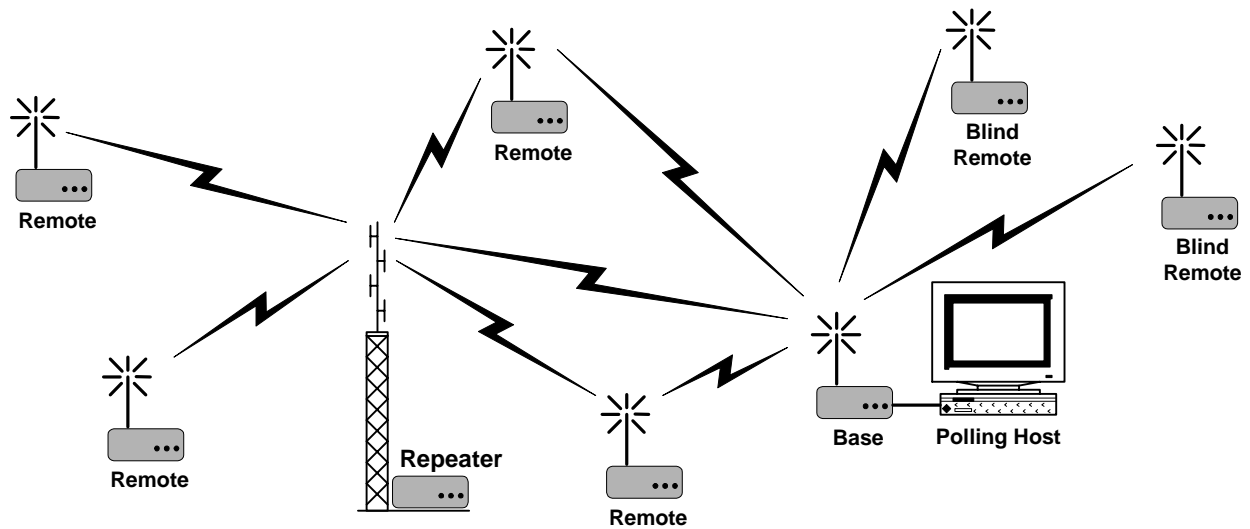 Remote
Blind
Remote
Remote
Blind
Remote
Remote
Repeater
Remote
Base
Polling Host